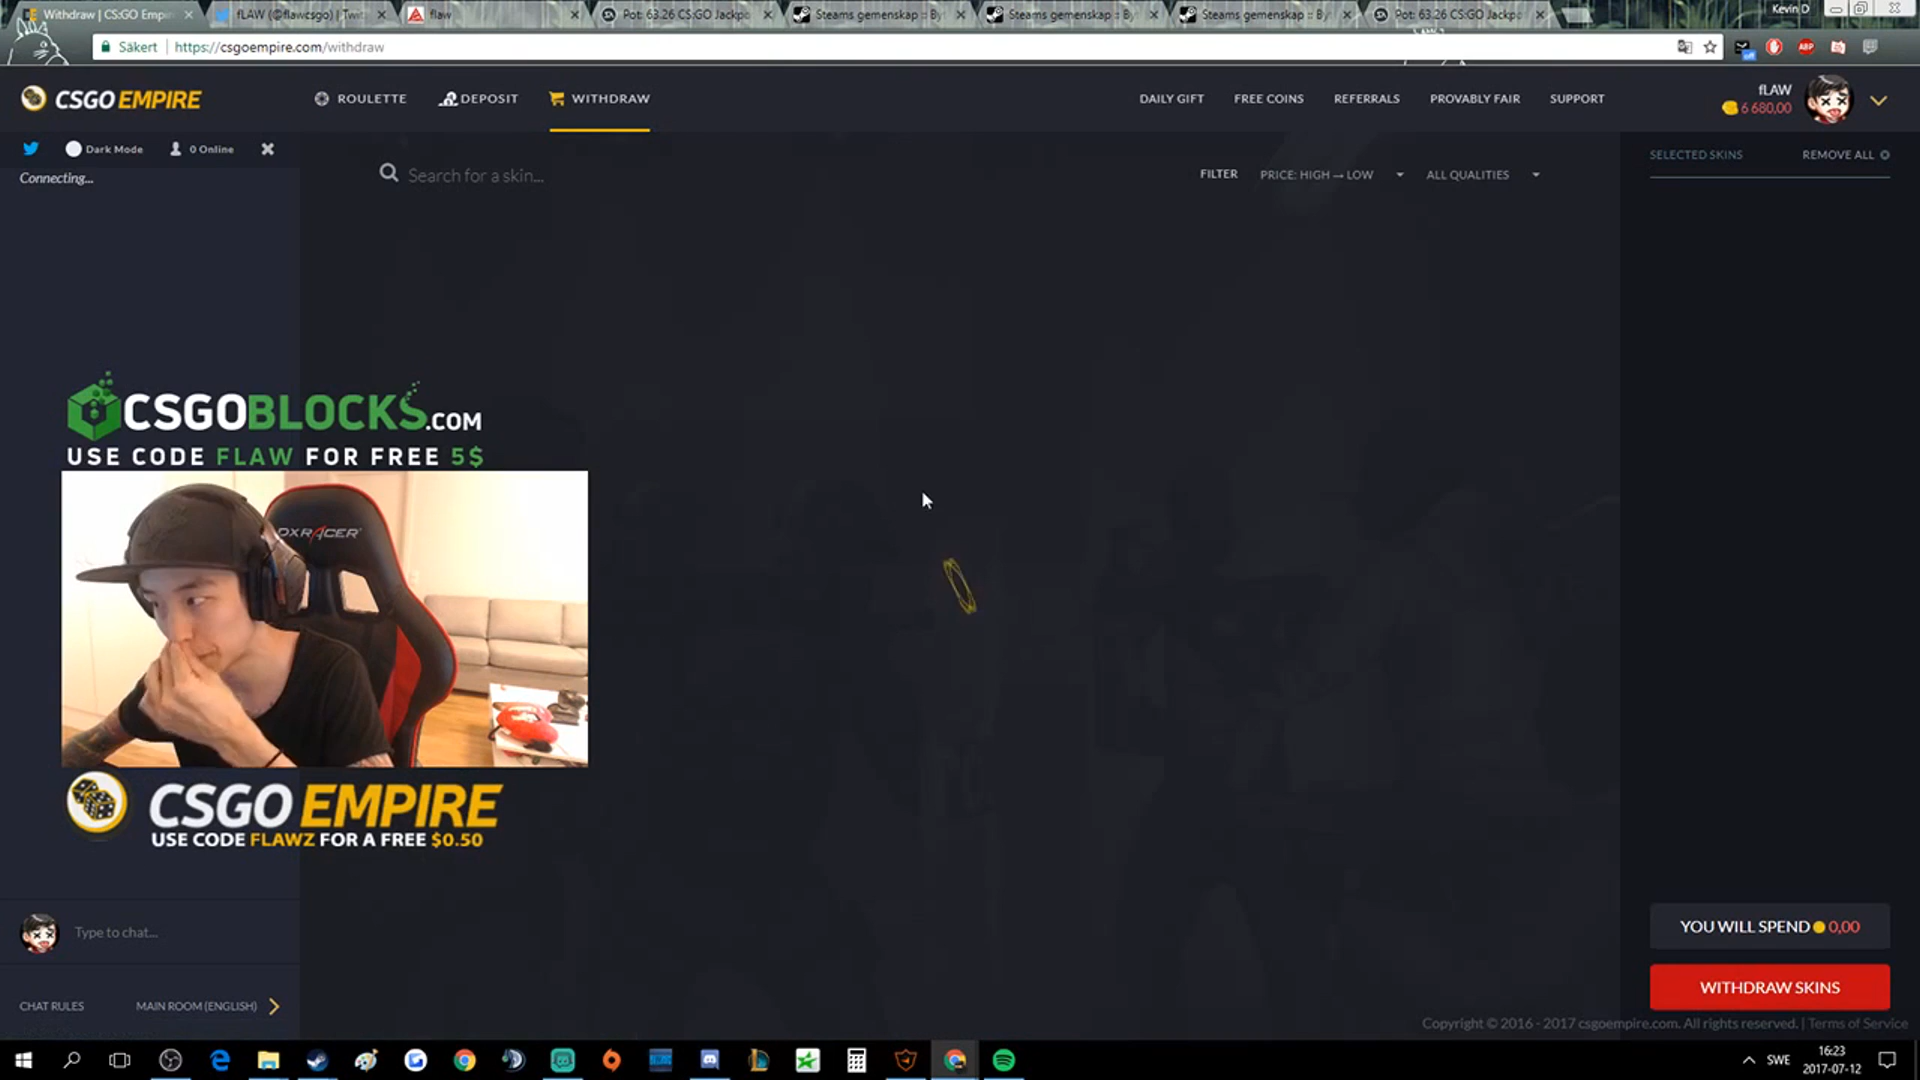 Withdraw | CS:GO Empir
fLAW (@flawcsgo) | Twit
flaw
Pot: 63.26 CS:GO Jackpo
Steams gemenskap :: By
Steams gemenskap :: By
Steams gemenskap :: By
Pot: 63.26 CS:GO Jackpo
Kevin D
Säkert
https://csgoempire.com/withdraw
ABP
CSGO EMPIRE
ROULETTE
DEPOSIT
WITHDRAW
DAILY GIFT
FREE COINS
REFERRALS
PROVABLY FAIR
SUPPORT
fLAW
6 680,00
Dark Mode
0 Online
Connecting...
Search for a skin...
FILTER
PRICE: HIGH → LOW
ALL QUALITIES
SELECTED SKINS
REMOVE ALL
CSGOBLOCKS.COM
USE CODE FLAW FOR FREE 5$
DXRACER
CSGO EMPIRE
USE CODE FLAWZ FOR A FREE $0.50
Type to chat...
CHAT RULES
MAIN ROOM (ENGLISH)
YOU WILL SPEND 0,00
WITHDRAW SKINS
Copyright © 2016 - 2017 csgoempire.com. All rights reserved. | Terms of Service
SWE
16:23
2017-07-12